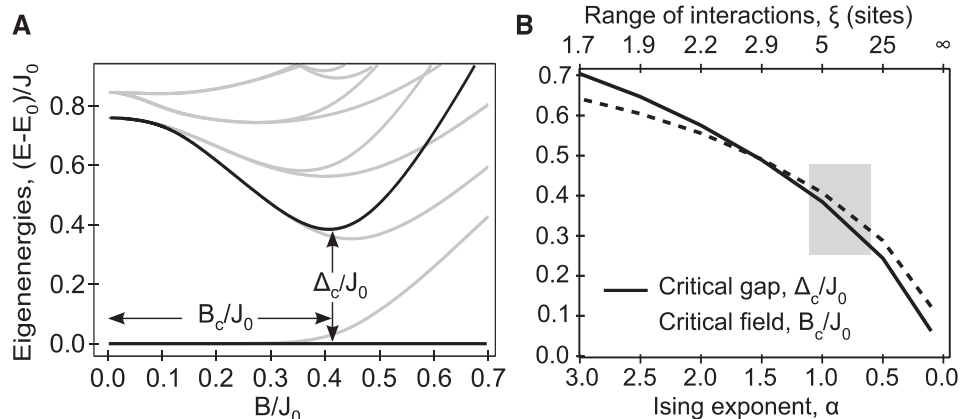 A
Eigenenergies, (E-E₀)/J₀
0.8
0.6
0.4
0.2
0.0
Δc/J₀
Bc/J₀
0.0 0.1 0.2 0.3 0.4 0.5 0.6 0.7
B/J₀
B
Range of interactions, ξ (sites)
1.7 1.9 2.2 2.9 5 25 ∞
0.7
0.6
0.5
0.4
0.3
0.2
0.1
0.0
Critical gap, Δc/J₀
Critical field, Bc/J₀
3.0 2.5 2.0 1.5 1.0 0.5 0.0
Ising exponent, α